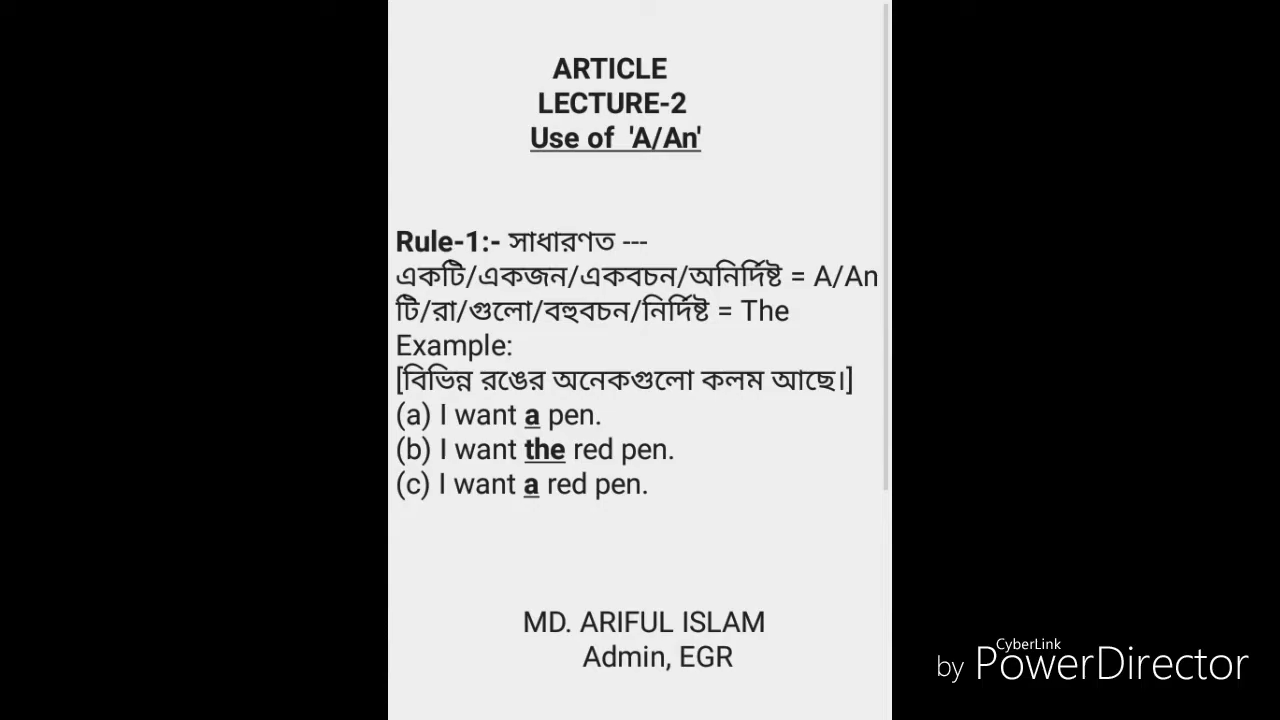 ARTICLE
LECTURE-2
Use of 'A/An'
Rule-1:- সাধারণত ---
একটি/একজন/একবচন/অনির্দিষ্ট = A/An
টি/রা/গুলো/বহুবচন/নির্দিষ্ট = The
Example:
[বিভিন্ন রঙের অনেকগুলো কলম আছে।]
(a) I want a pen.
(b) I want the red pen.
(c) I want a red pen.
MD. ARIFUL ISLAM
Admin, EGR
CyberLink
by PowerDirector